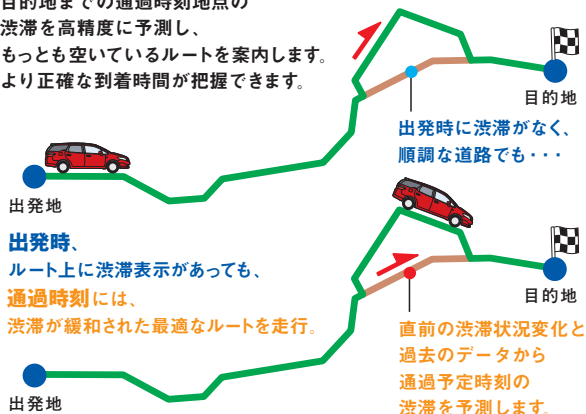 目的地までの通過時刻地点の
渋滞を高精度に予測し、
もっとも空いているルートを案内します。
より正確な到着時間が把握できます。
目的地
出発時に渋滞がなく、
順調な道路でも・・・
出発地
出発時、
ルート上に渋滞表示があっても、
通過時刻には、
渋滞が緩和された最適なルートを走行。
目的地
直前の渋滞状況変化と
過去のデータから
通過予定時刻の
渋滞を予測します。
出発地